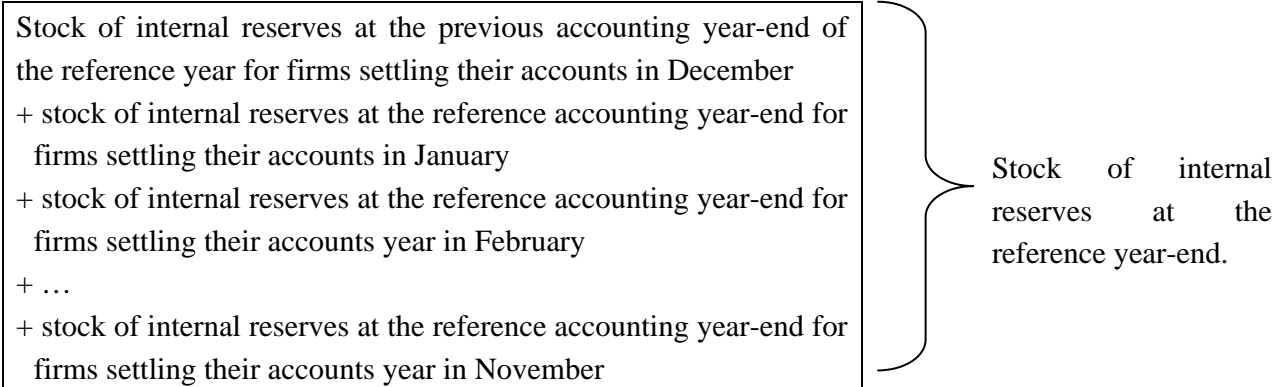 Stock of internal reserves at the previous accounting year-end of
the reference year for firms settling their accounts in December
+ stock of internal reserves at the reference accounting year-end for
firms settling their accounts in January
+ stock of internal reserves at the reference accounting year-end for
firms settling their accounts year in February
+ …
+ stock of internal reserves at the reference accounting year-end for
firms settling their accounts year in November
Stock of internal
reserves at the
reference year-end.